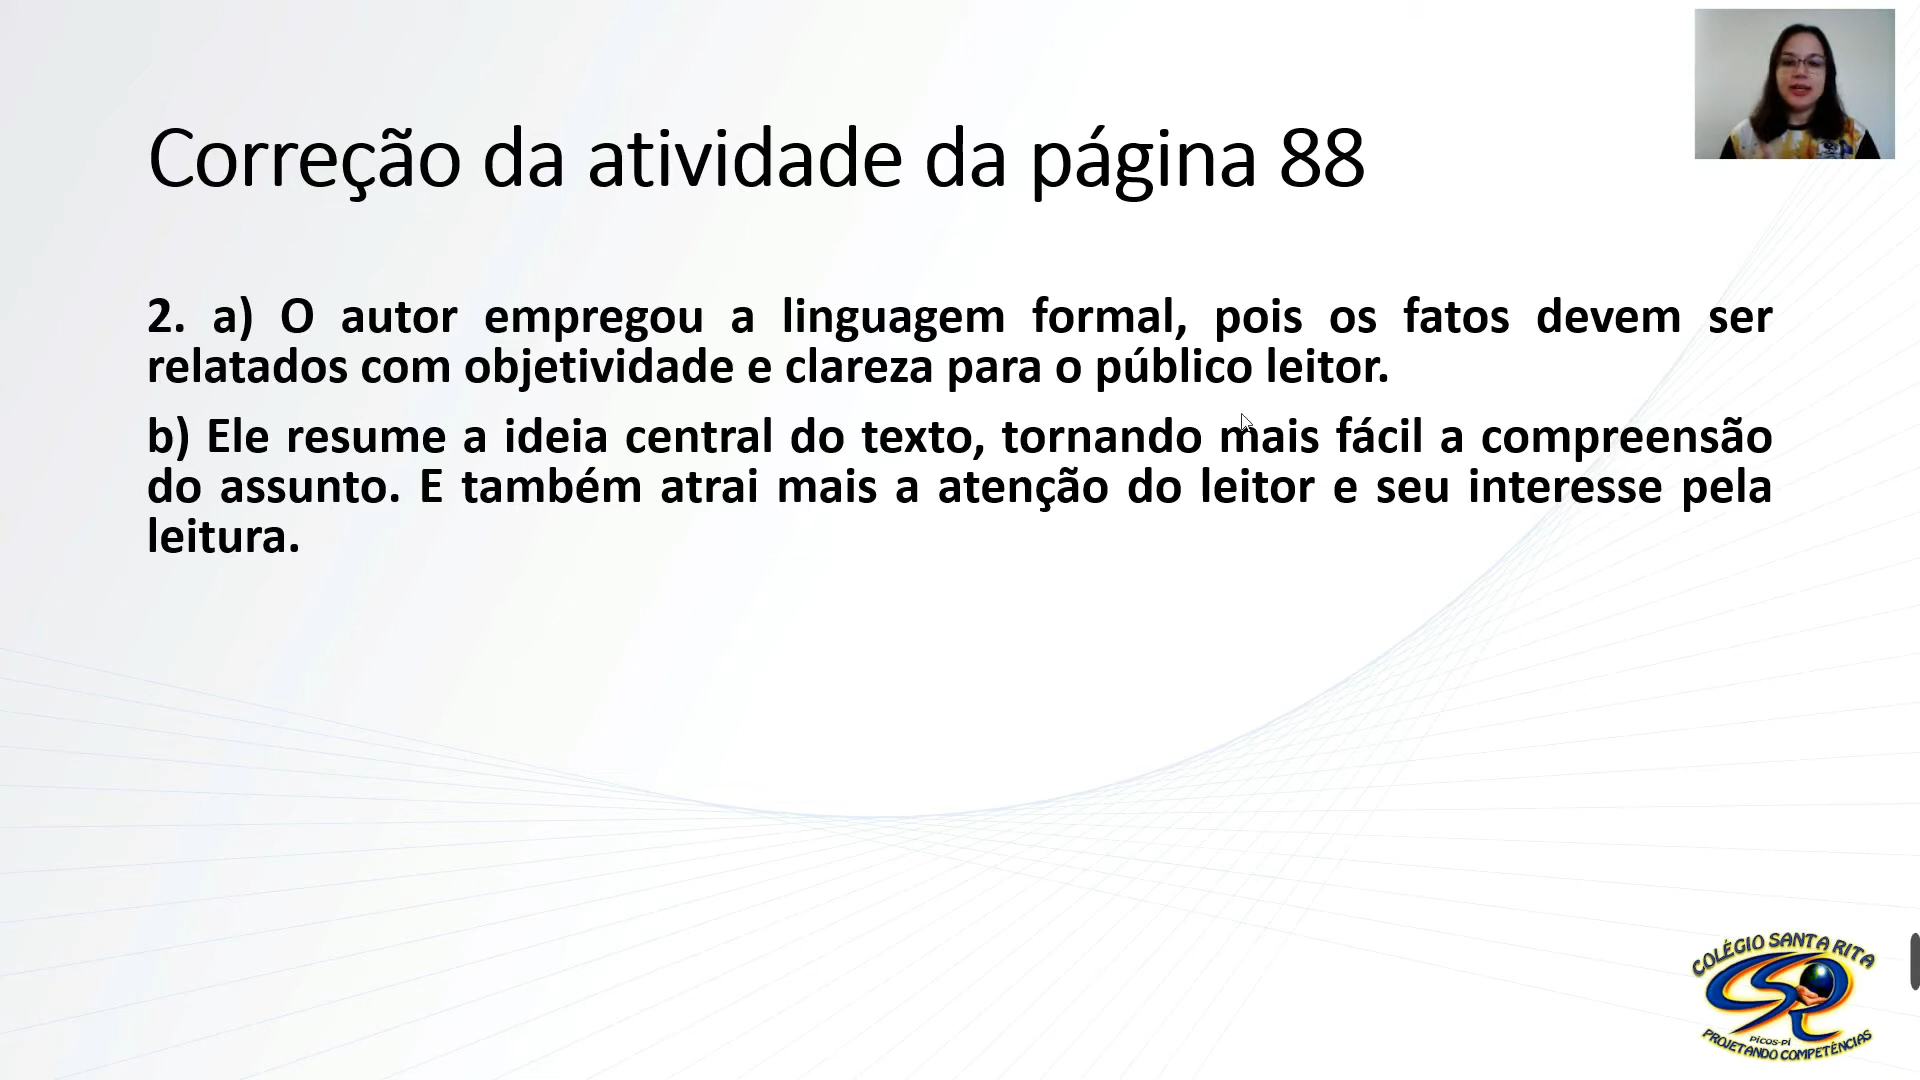 Correção da atividade da página 88
2. a) O autor empregou a linguagem formal, pois os fatos devem ser
relatados com objetividade e clareza para o público leitor.
b) Ele resume a ideia central do texto, tornando mais fácil a compreensão
do assunto. E também atrai mais a atenção do leitor e seu interesse pela
leitura.
COLÉGIO SANTA RITA
PICOS-PI
PROJETANDO COMPETÊNCIAS